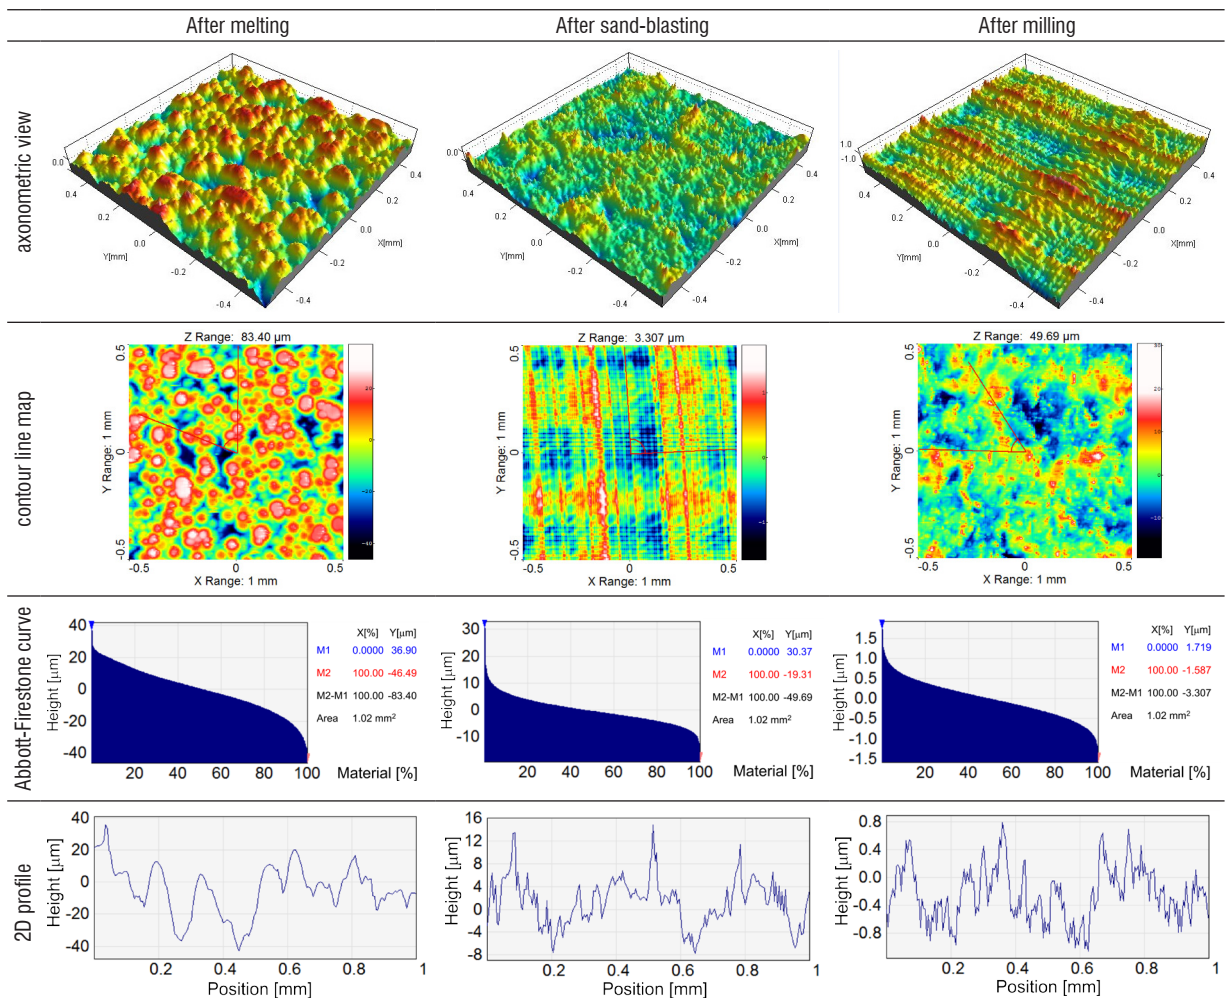 After melting
After sand-blasting
After milling
axonometric view
0.0
0.4
0.2
0.0
Y[mm]
-0.2
-0.4
0.4
0.2
0.0
X[mm]
-0.2
-0.4
0.0
0.4
0.2
0.0
Y[mm]
-0.2
-0.4
0.4
0.2
0.0
X[mm]
-0.2
-0.4
1.0
-1.0
0.4
0.2
0.0
Y[mm]
-0.2
-0.4
0.4
0.2
0.0
X[mm]
-0.2
-0.4
contour line map
Z Range: 83.40 µm
0.5
Y Range: 1 mm
0
-0.5
-0.5 0 0.5
X Range: 1 mm
20
0
-20
-40
Z Range: 3.307 µm
0.5
Y Range: 1 mm
0
-0.5
-0.5 0 0.5
X Range: 1 mm
Z Range: 49.69 µm
0.5
Y Range: 1 mm
0
-0.5
-0.5 0 0.5
X Range: 1 mm
30
20
10
0
-10
Abbott-Firestone curve
Height [µm]
40
20
0
-20
-40
20 40 60 80 100
Material [%]
X[%] Y[µm]
M1 0.0000 36.90
M2 100.00 -46.49
M2-M1 100.00 -83.40
Area 1.02 mm²
Height [µm]
30
20
10
0
-10
20 40 60 80 100
Material [%]
X[%] Y[µm]
M1 0.0000 30.37
M2 100.00 -19.31
M2-M1 100.00 -49.69
Area 1.02 mm²
Height [µm]
1.5
1.0
0.5
0.0
-0.5
-1.0
-1.5
20 40 60 80 100
Material [%]
X[%] Y[µm]
M1 0.0000 1.719
M2 100.00 -1.587
M2-M1 100.00 -3.307
Area 1.02 mm²
2D profile
Height [µm]
40
20
0
-20
-40
0.2 0.4 0.6 0.8 1
Position [mm]
Height [µm]
16
12
8
4
0
-4
-8
0.2 0.4 0.6 0.8 1
Position [mm]
Height [µm]
0.8
0.4
0.0
-0.4
-0.8
0.2 0.4 0.6 0.8 1
Position [mm]